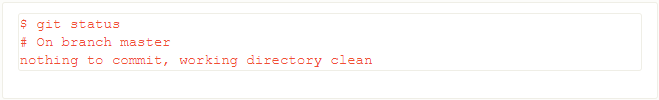 $ git status
# On branch master
nothing to commit, working directory clean